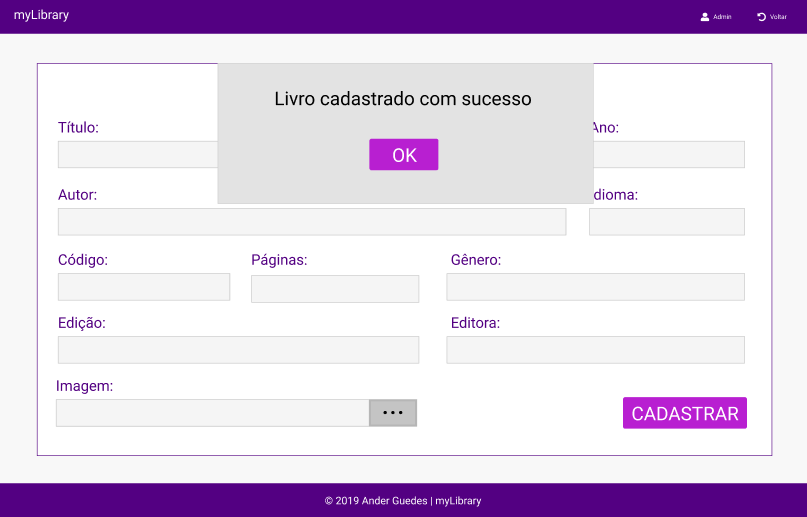 myLibrary
Admin
Voltar
Livro cadastrado com sucesso
OK
Título:
Ano:
Autor:
dioma:
Código:
Páginas:
Gênero:
Edição:
Editora:
Imagem:
...
CADASTRAR
© 2019 Ander Guedes | myLibrary